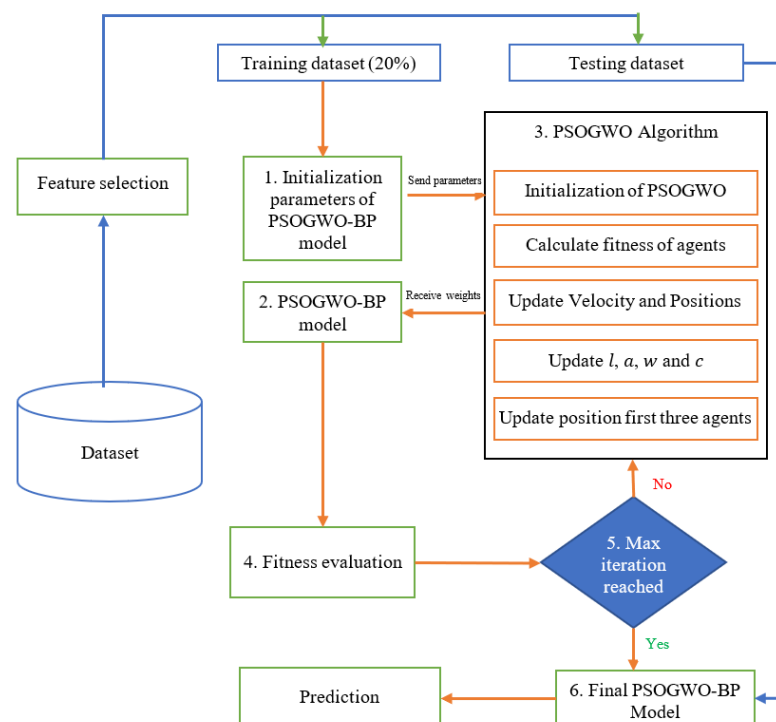 Training dataset (20%)
Testing dataset
3. PSOGWO Algorithm
Feature selection
1. Initialization
parameters of
PSOGWO-BP
model
Send parameters
Initialization of PSOGWO
Calculate fitness of agents
2. PSOGWO-BP
model
Receive weights
Update Velocity and Positions
Update l, a, w and c
Update position first three agents
Dataset
No
4. Fitness evaluation
5. Max
iteration
reached
Yes
Prediction
6. Final PSOGWO-BP
Model